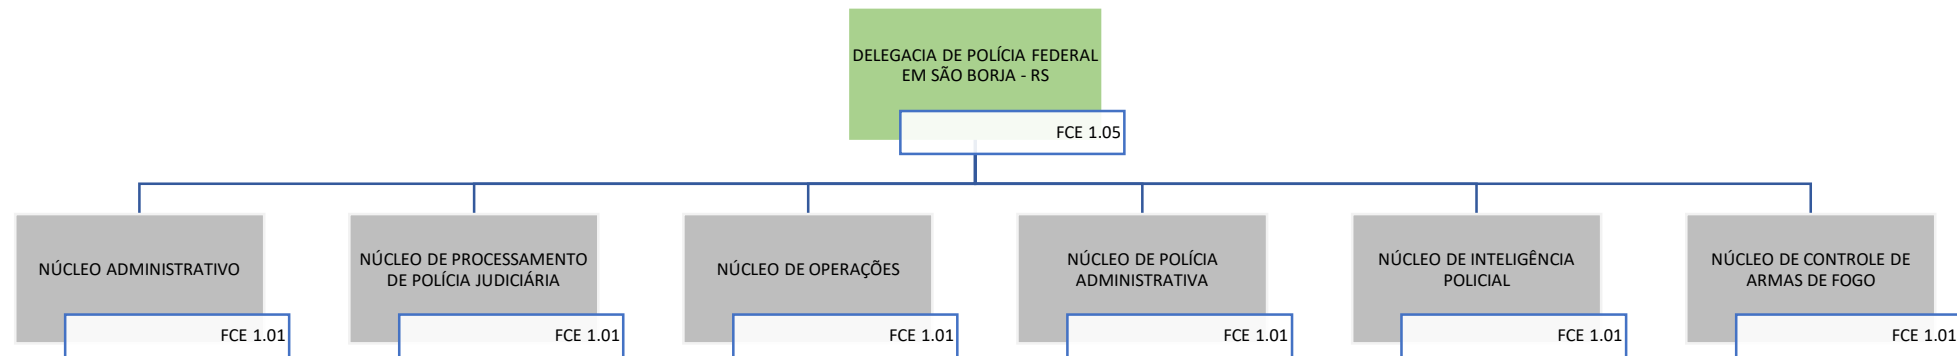 DELEGACIA DE POLÍCIA FEDERAL
EM SÃO BORJA - RS
FCE 1.05
NÚCLEO ADMINISTRATIVO
FCE 1.01
NÚCLEO DE PROCESSAMENTO
DE POLÍCIA JUDICIÁRIA
FCE 1.01
NÚCLEO DE OPERAÇÕES
FCE 1.01
NÚCLEO DE POLÍCIA
ADMINISTRATIVA
FCE 1.01
NÚCLEO DE INTELIGÊNCIA
POLICIAL
FCE 1.01
NÚCLEO DE CONTROLE DE
ARMAS DE FOGO
FCE 1.01